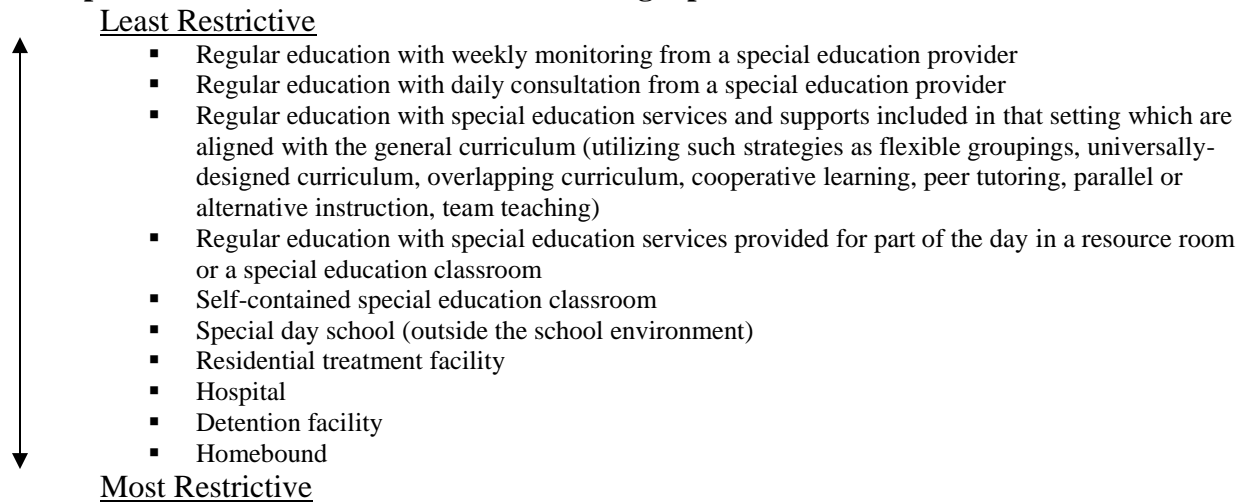 Least Restrictive
▪ Regular education with weekly monitoring from a special education provider
▪ Regular education with daily consultation from a special education provider
▪ Regular education with special education services and supports included in that setting which are
aligned with the general curriculum (utilizing such strategies as flexible groupings, universally-
designed curriculum, overlapping curriculum, cooperative learning, peer tutoring, parallel or
alternative instruction, team teaching)
▪ Regular education with special education services provided for part of the day in a resource room
or a special education classroom
▪ Self-contained special education classroom
▪ Special day school (outside the school environment)
▪ Residential treatment facility
▪ Hospital
▪ Detention facility
▪ Homebound
Most Restrictive